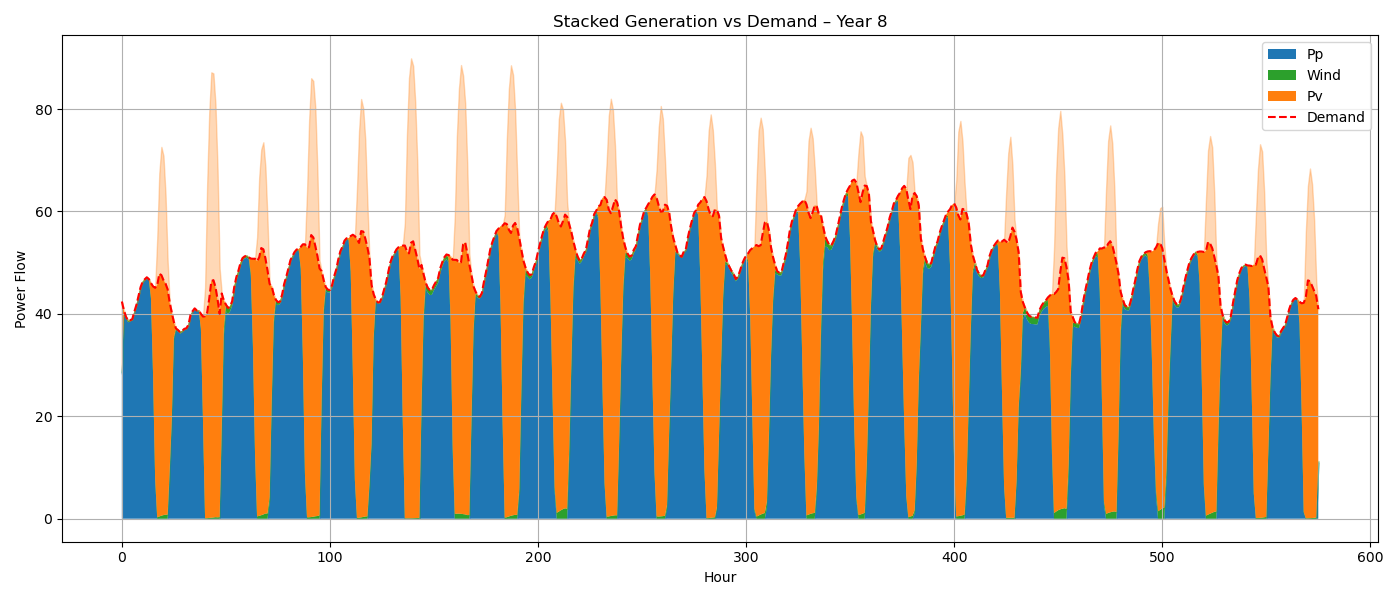 Stacked Generation vs Demand – Year 8
Pp
Wind
Pv
Demand
Power Flow
80
60
40
20
0
0 100 200 300 400 500 600
Hour